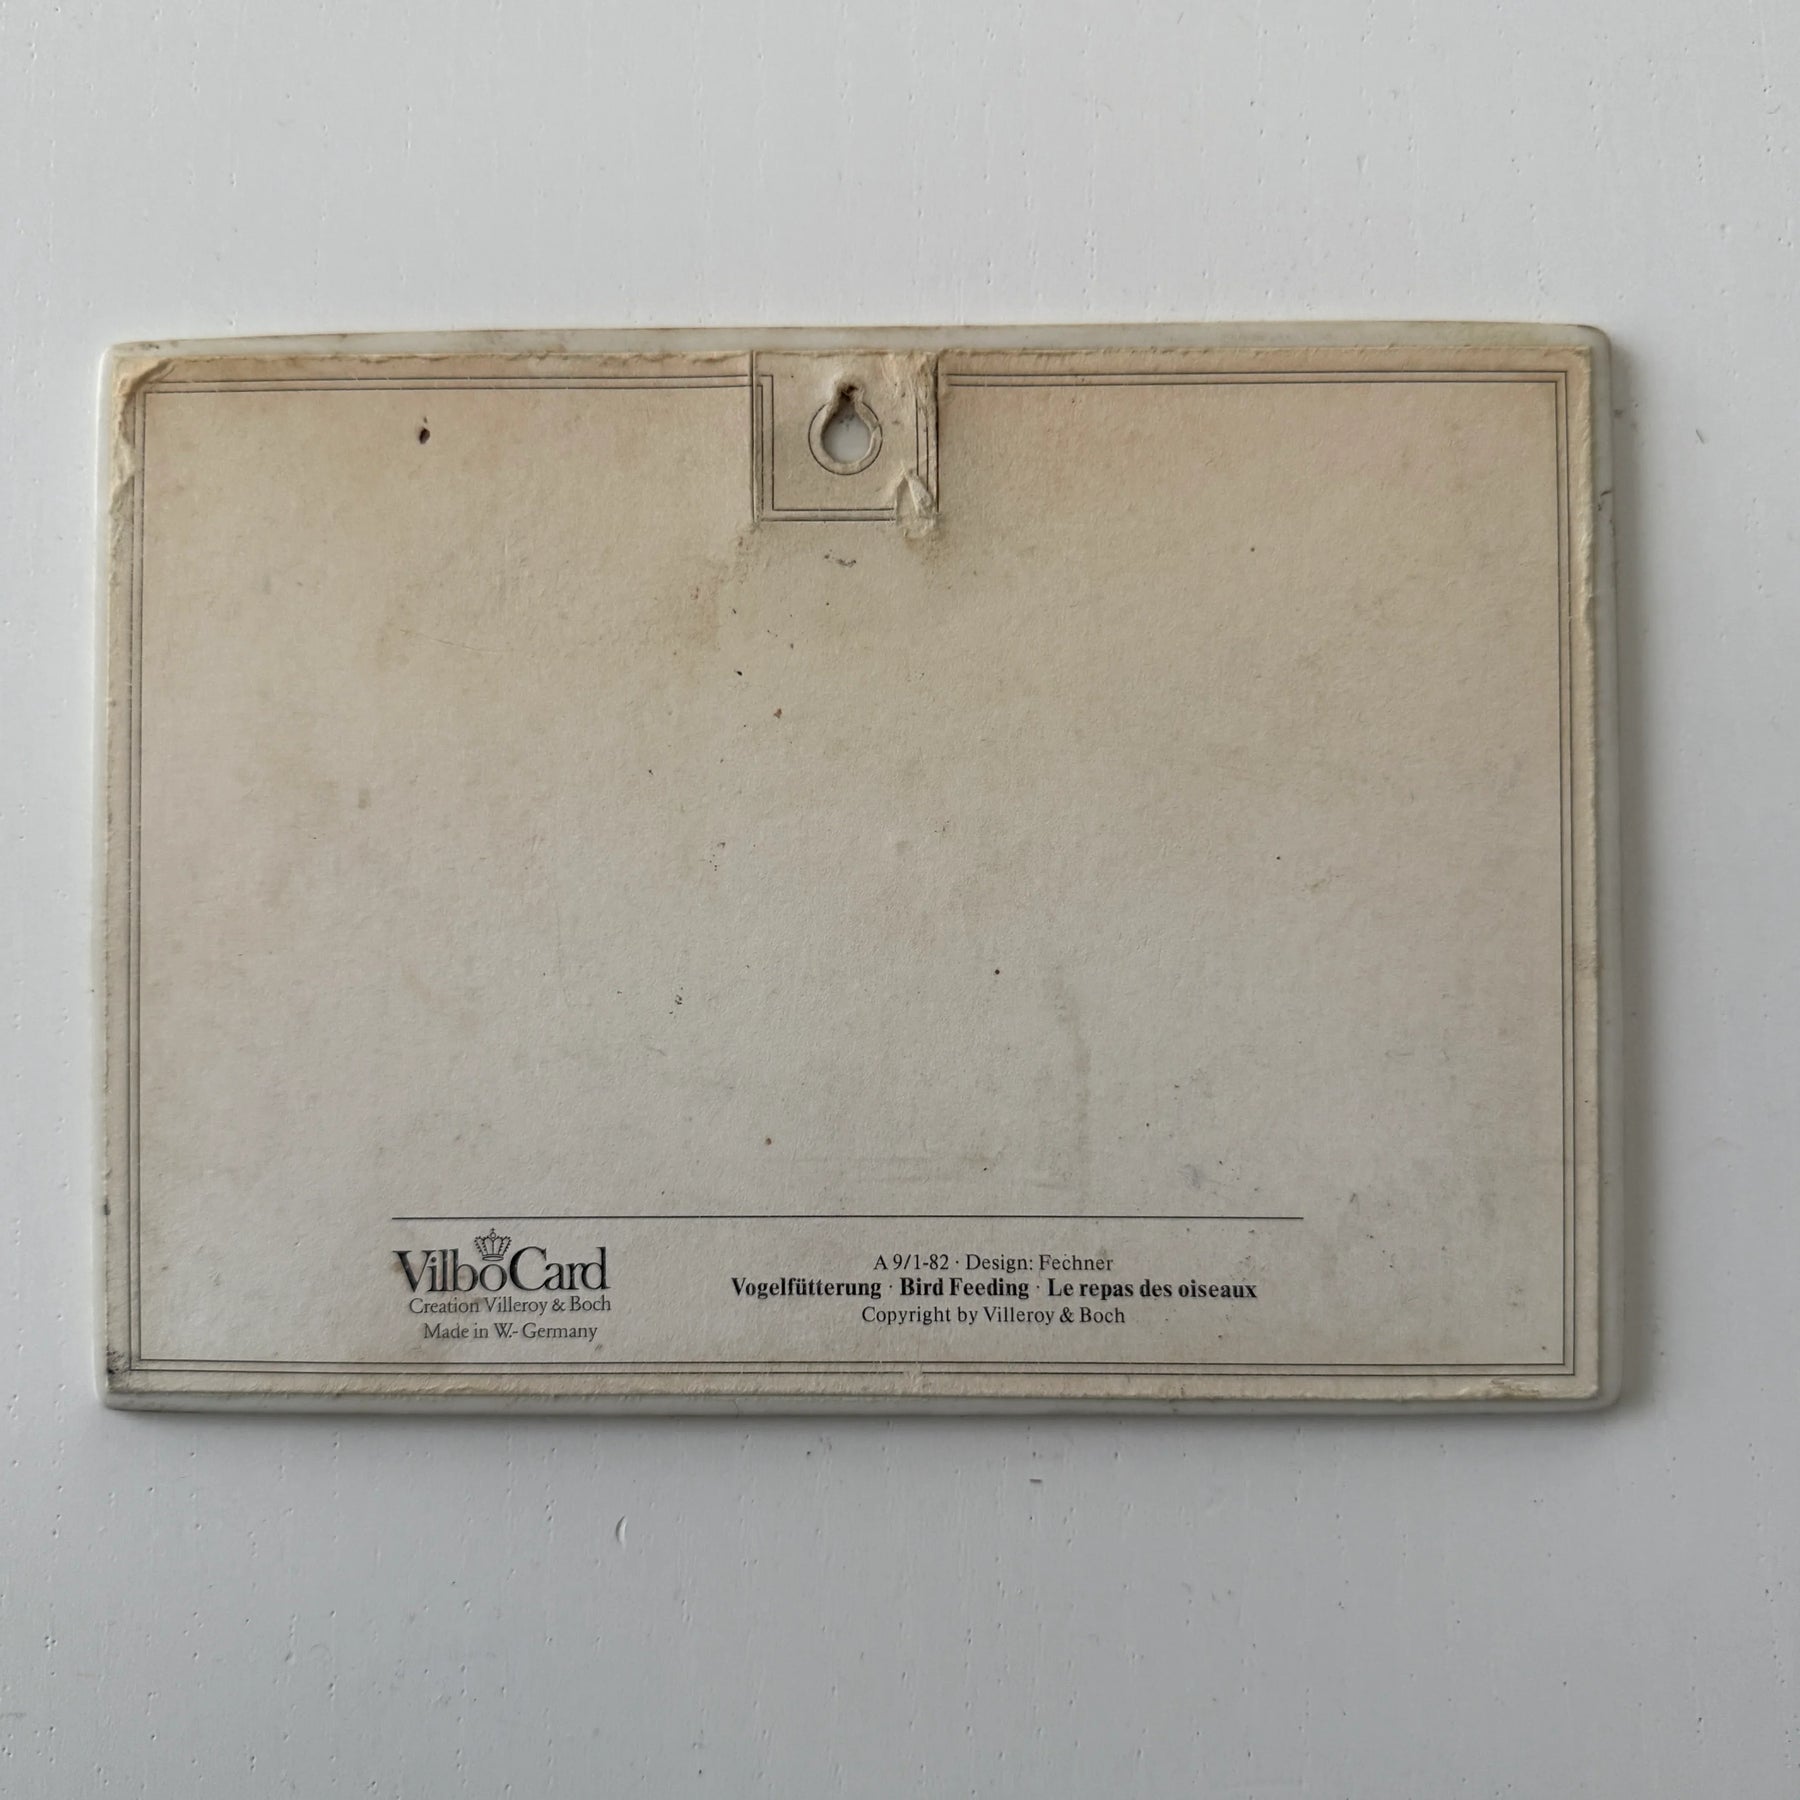 VilboCard
Creation Villeroy & Boch
Made in W.-Germany
A 9/1-82 · Design: Fechner
Vogelfütterung · Bird Feeding · Le repas des oiseaux
Copyright by Villeroy & Boch